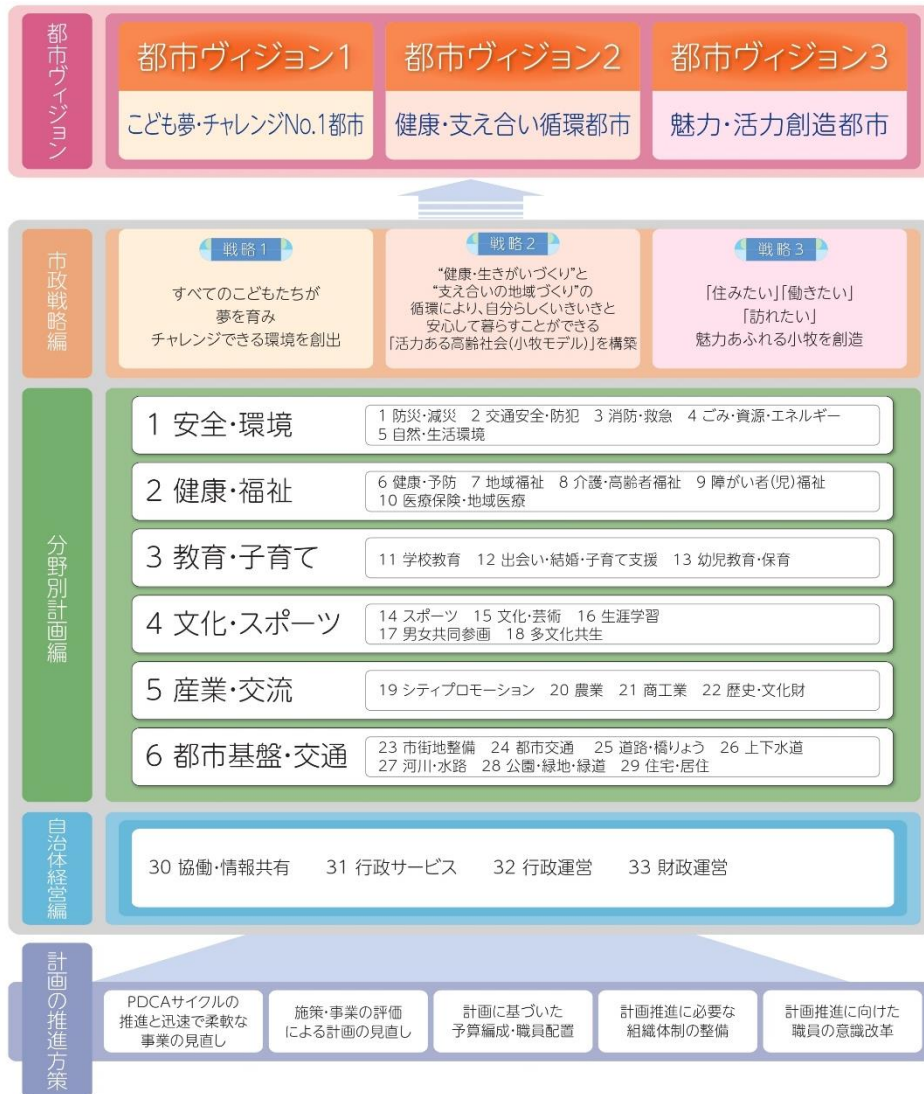 都市ヴィジョン
都市ヴィジョン1
こども夢・チャレンジNo.1都市
都市ヴィジョン2
健康・支え合い循環都市
都市ヴィジョン3
魅力・活力創造都市
市政戦略編
戦略1
すべてのこどもたちが
夢を育み
チャレンジできる環境を創出
戦略2
“健康・生きがいづくり”と
“支え合いの地域づくり”の
循環により、自分らしくいきいきと
安心して暮らすことができる
「活力ある高齢社会(小牧モデル)」を構築
戦略3
「住みたい」「働きたい」
「訪れたい」
魅力あふれる小牧を創造
分野別計画編
1 安全・環境
1 防災・減災 2 交通安全・防犯 3 消防・救急 4 ごみ・資源・エネルギー
5 自然・生活環境
2 健康・福祉
6 健康・予防 7 地域福祉 8 介護・高齢者福祉 9 障がい者(児)福祉
10 医療保険・地域医療
3 教育・子育て
11 学校教育 12 出会い・結婚・子育て支援 13 幼児教育・保育
4 文化・スポーツ
14 スポーツ 15 文化・芸術 16 生涯学習
17 男女共同参画 18 多文化共生
5 産業・交流
19 シティプロモーション 20 農業 21 商工業 22 歴史・文化財
6 都市基盤・交通
23 市街地整備 24 都市交通 25 道路・橋りょう 26 上下水道
27 河川・水路 28 公園・緑地・緑道 29 住宅・居住
自治体経営編
30 協働・情報共有 31 行政サービス 32 行政運営 33 財政運営
計画の推進方策
PDCAサイクルの
推進と迅速で柔軟な
事業の見直し
施策・事業の評価
による計画の見直し
計画に基づいた
予算編成・職員配置
計画推進に必要な
組織体制の整備
計画推進に向けた
職員の意識改革